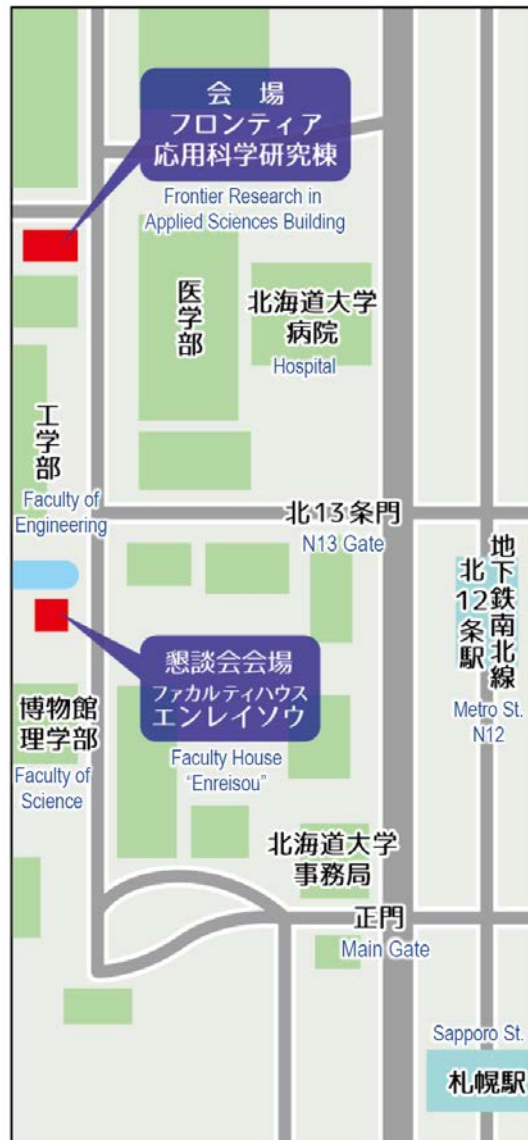 会 場
フロンティア
応用科学研究棟
Frontier Research in
Applied Sciences Building
医学部
北海道大学
病院
Hospital
工学部
Faculty of
Engineering
北13条門
N13 Gate
地下鉄南北線
北12条駅
Metro St.
N12
懇談会会場
ファカルティハウス
エンレイソウ
Faculty House
“Enreisou”
博物館
理学部
Faculty of
Science
北海道大学
事務局
正門
Main Gate
Sapporo St.
札幌駅